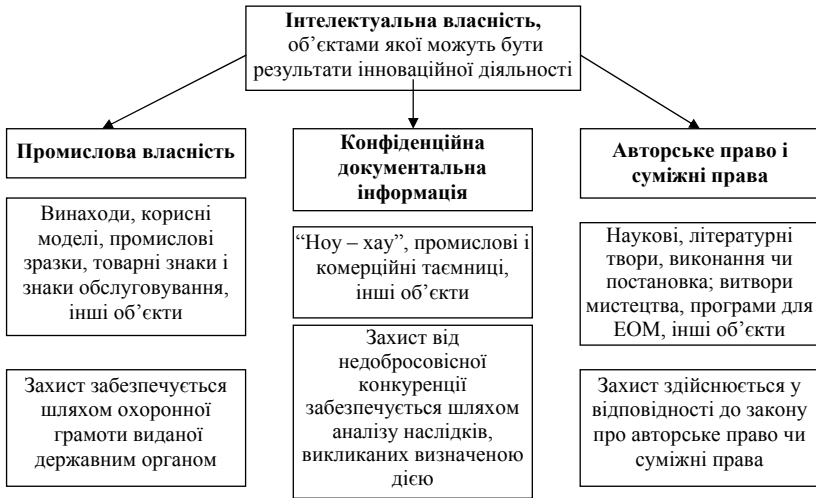 Інтелектуальна власність,
об’єктами якої можуть бути
результати інноваційної діяльності
Промислова власність
Винаходи, корисні
моделі, промислові
зразки, товарні знаки і
знаки обслуговування,
інші об’єкти
Захист забезпечується
шляхом охоронної
грамоти виданої
державним органом
Конфіденційна
документальна
інформація
“Ноу – хау”, промислові і
комерційні таємниці,
інші об’єкти
Захист від
недобросовісної
конкуренції
забезпечується шляхом
аналізу наслідків,
викликаних визначеною
дією
Авторське право і
суміжні права
Наукові, літературні
твори, виконання чи
постановка; витвори
мистецтва, програми для
ЕОМ, інші об’єкти
Захист здійснюється у
відповідності до закону
про авторське право чи
суміжні права